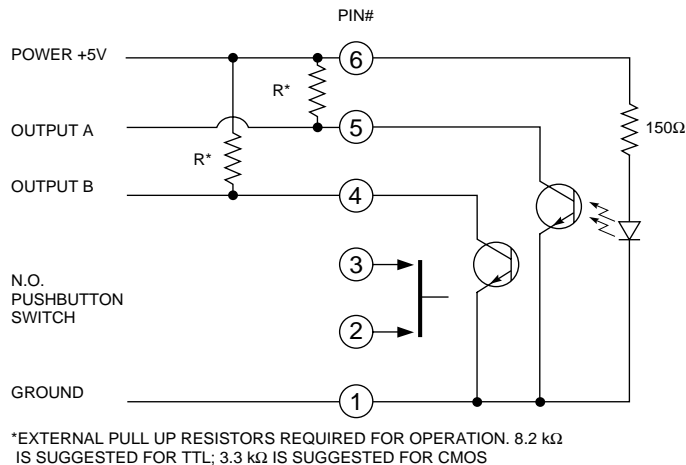 PIN#
POWER +5V
6
R*
OUTPUT A
5
150Ω
R*
OUTPUT B
4
3
N.O.
PUSHBUTTON
SWITCH
2
GROUND
1
*EXTERNAL PULL UP RESISTORS REQUIRED FOR OPERATION. 8.2 kΩ
IS SUGGESTED FOR TTL; 3.3 kΩ IS SUGGESTED FOR CMOS